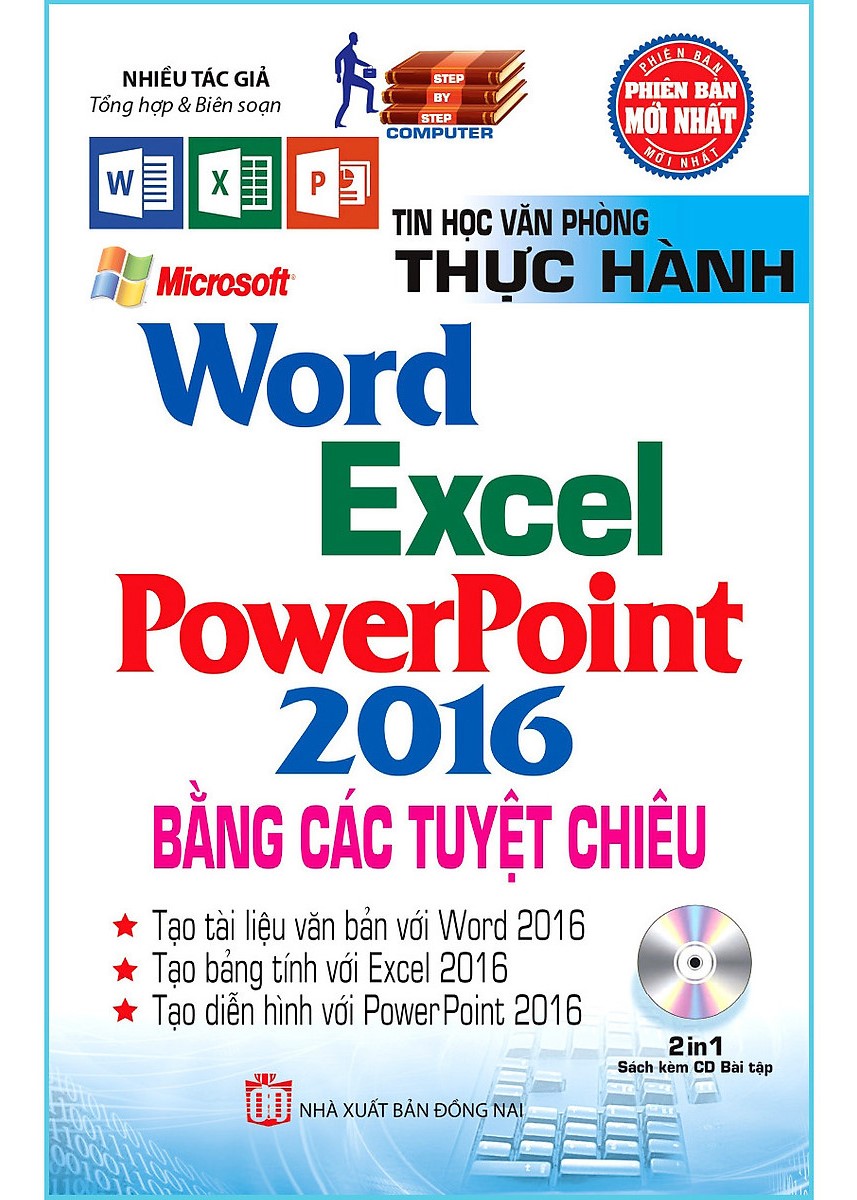 NHIỀU TÁC GIẢ
Tổng hợp & Biên soạn
STEP
BY
STEP
COMPUTER
PHIÊN BẢN
PHIÊN BẢN
MỚI NHẤT
MỚI NHẤT
W
X
P
Microsoft®
TIN HỌC VĂN PHÒNG
THỰC HÀNH
Word
Excel
PowerPoint
2016
BẰNG CÁC TUYỆT CHIÊU
Tạo tài liệu văn bản với Word 2016
Tạo bảng tính với Excel 2016
Tạo diễn hình với PowerPoint 2016
2 in 1
Sách kèm CD Bài tập
NHÀ XUẤT BẢN ĐỒNG NAI